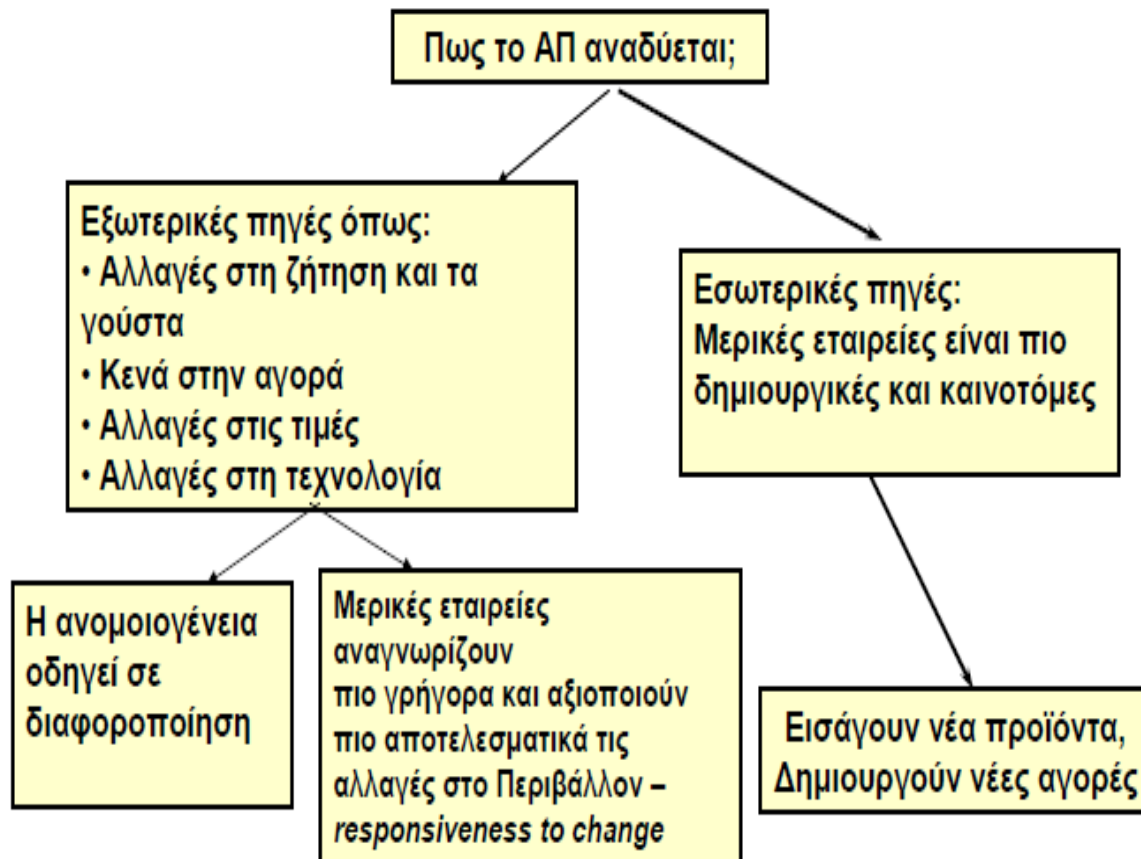 Πως το ΑΠ αναδύεται;
Εξωτερικές πηγές όπως:
• Αλλαγές στη ζήτηση και τα
γούστα
• Κενά στην αγορά
• Αλλαγές στις τιμές
• Αλλαγές στη τεχνολογία
Εσωτερικές πηγές:
Μερικές εταιρείες είναι πιο
δημιουργικές και καινοτόμες
Η ανομοιογένεια
οδηγεί σε
διαφοροποίηση
Μερικές εταιρείες
αναγνωρίζουν
πιο γρήγορα και αξιοποιούν
πιο αποτελεσματικά τις
αλλαγές στο Περιβάλλον –
responsiveness to change
Εισάγουν νέα προϊόντα,
Δημιουργούν νέες αγορές